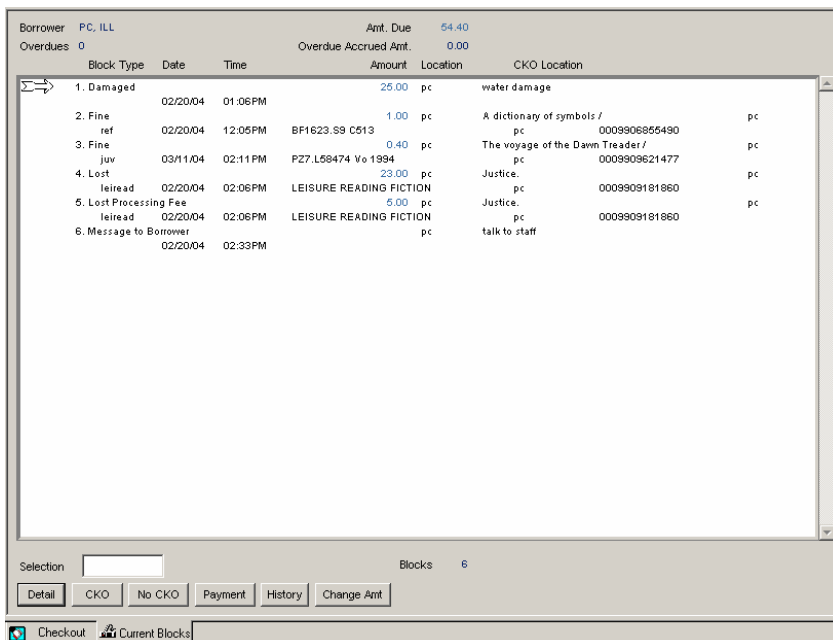 Borrower PC, ILL Amt. Due 54.40
Overdues 0 Overdue Accrued Amt. 0.00
Block Type Date Time Amount Location CKO Location
1. Damaged 25.00 pc water damage
02/20/04 01:06PM
2. Fine 1.00 pc A dictionary of symbols / pc
ref 02/20/04 12:05PM BF1623.S9 C513 pc 0009906855490
3. Fine 0.40 pc The voyage of the Dawn Treader / pc
juv 03/11/04 02:11PM PZ7.L58474 Vo 1994 pc 0009909621477
4. Lost 23.00 pc Justice. pc
leiread 02/20/04 02:06PM LEISURE READING FICTION pc 0009909181860
5. Lost Processing Fee 5.00 pc Justice. pc
leiread 02/20/04 02:06PM LEISURE READING FICTION pc 0009909181860
6. Message to Borrower pc talk to staff
02/20/04 02:33PM
Selection Blocks 6
Detail CKO No CKO Payment History Change Amt
Checkout Current Blocks